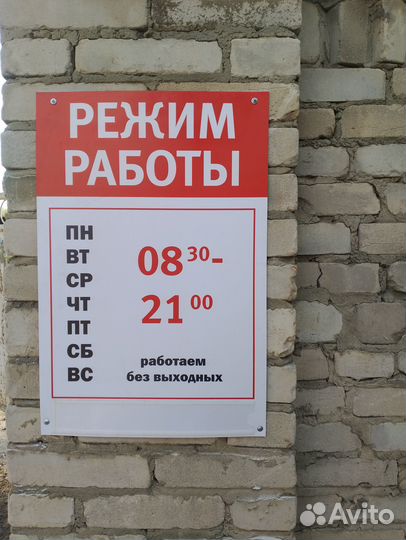 РЕЖИМ
РАБОТЫ
ПН
ВТ
СР
ЧТ
ПТ
СБ
ВС
08 30-
21 00
работаем
без выходных
Avito